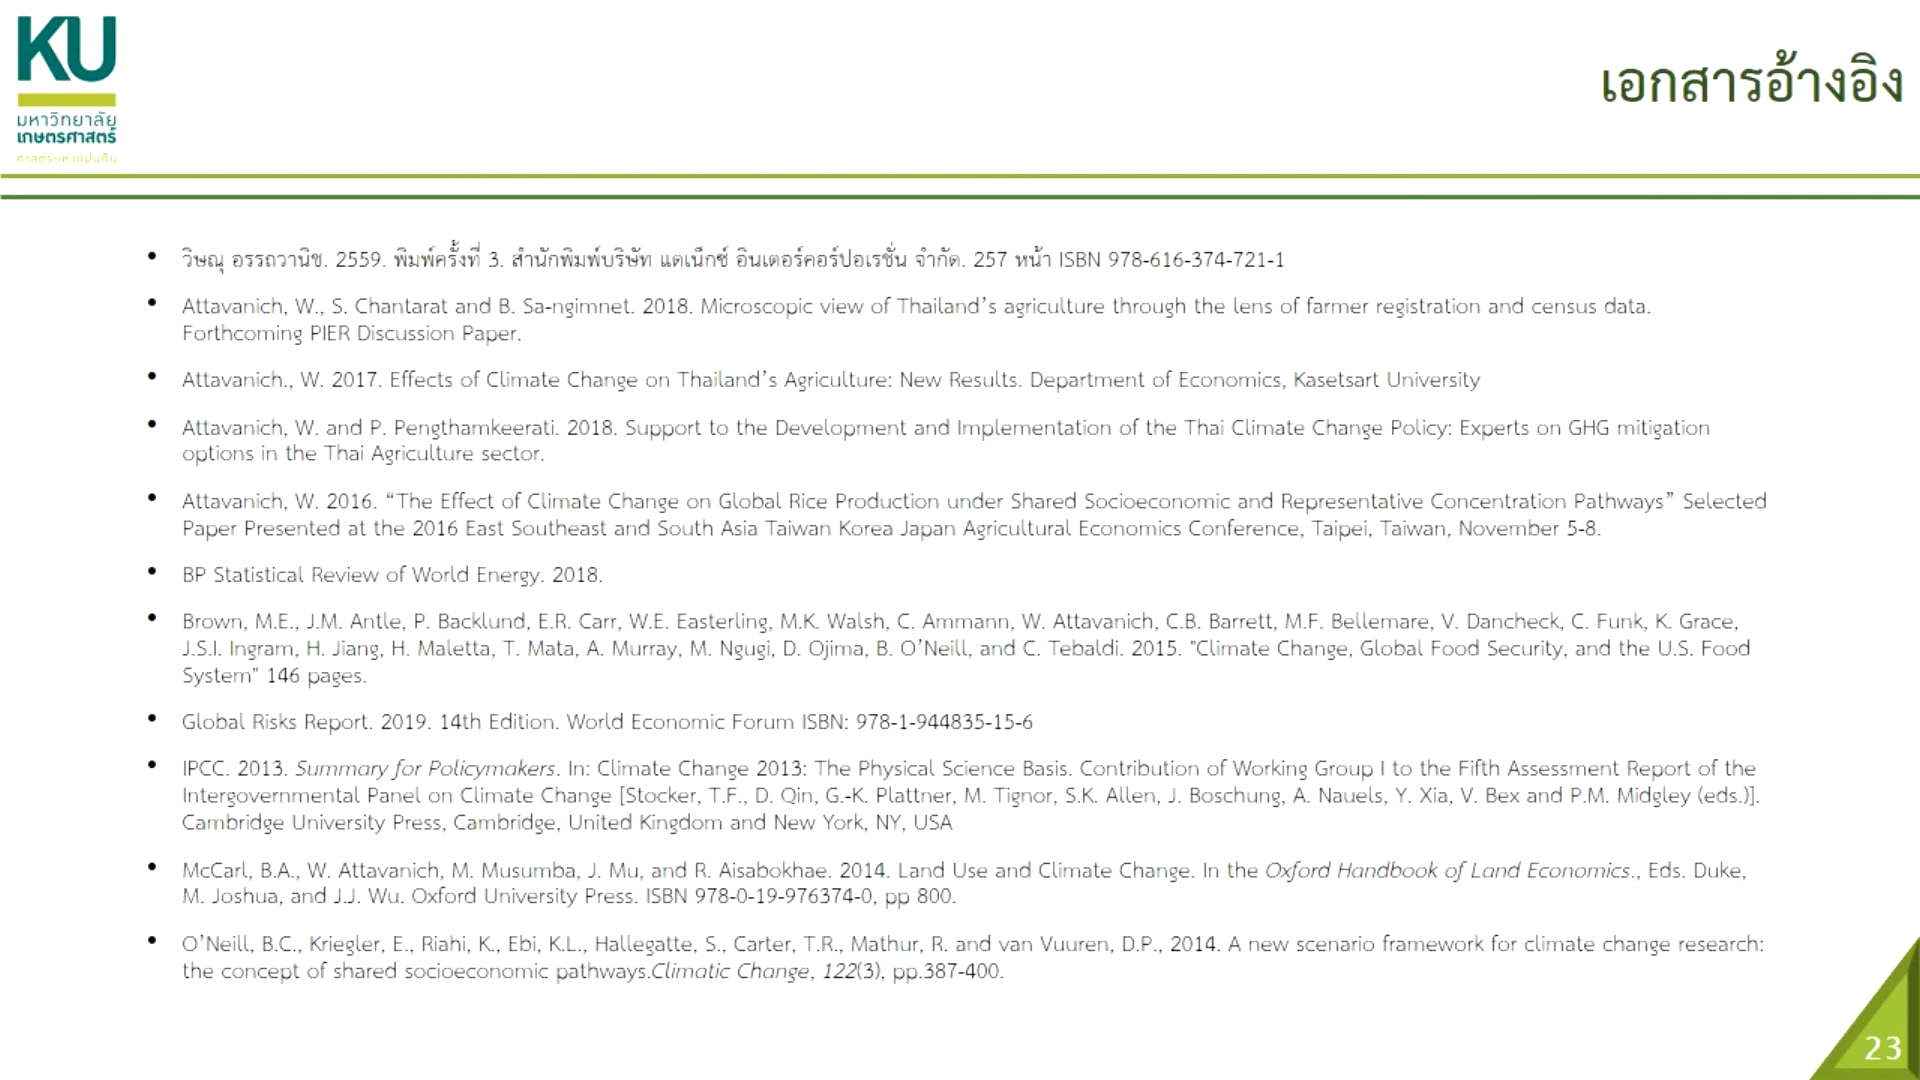 KU
มหาวิทยาลัย
เกษตรศาสตร์
ศาสตร์แห่งแผ่นดิน
เอกสารอ้างอิง
• วิษณุ อรรถวานิช. 2559. พิมพ์ครั้งที่ 3. สำนักพิมพ์บริษัท แดเน็กซ์ อินเตอร์คอร์ปอเรชั่น จำกัด. 257 หน้า ISBN 978-616-374-721-1
• Attavanich, W., S. Chantarat and B. Sa-ngimnet. 2018. Microscopic view of Thailand’s agriculture through the lens of farmer registration and census data.
Forthcoming PIER Discussion Paper.
• Attavanich., W. 2017. Effects of Climate Change on Thailand’s Agriculture: New Results. Department of Economics, Kasetsart University
• Attavanich, W. and P. Pengthamkeerati. 2018. Support to the Development and Implementation of the Thai Climate Change Policy: Experts on GHG mitigation
options in the Thai Agriculture sector.
• Attavanich, W. 2016. “The Effect of Climate Change on Global Rice Production under Shared Socioeconomic and Representative Concentration Pathways” Selected
Paper Presented at the 2016 East Southeast and South Asia Taiwan Korea Japan Agricultural Economics Conference, Taipei, Taiwan, November 5-8.
• BP Statistical Review of World Energy. 2018.
• Brown, M.E., J.M. Antle, P. Backlund, E.R. Carr, W.E. Easterling, M.K. Walsh, C. Ammann, W. Attavanich, C.B. Barrett, M.F. Bellemare, V. Dancheck, C. Funk, K. Grace,
J.S.I. Ingram, H. Jiang, H. Maletta, T. Mata, A. Murray, M. Ngugi, D. Ojima, B. O’Neill, and C. Tebaldi. 2015. "Climate Change, Global Food Security, and the U.S. Food
System" 146 pages.
• Global Risks Report. 2019. 14th Edition. World Economic Forum ISBN: 978-1-944835-15-6
• IPCC. 2013. Summary for Policymakers. In: Climate Change 2013: The Physical Science Basis. Contribution of Working Group I to the Fifth Assessment Report of the
Intergovernmental Panel on Climate Change [Stocker, T.F., D. Qin, G.-K. Plattner, M. Tignor, S.K. Allen, J. Boschung, A. Nauels, Y. Xia, V. Bex and P.M. Midgley (eds.)].
Cambridge University Press, Cambridge, United Kingdom and New York, NY, USA
• McCarl, B.A., W. Attavanich, M. Musumba, J. Mu, and R. Aisabokhae. 2014. Land Use and Climate Change. In the Oxford Handbook of Land Economics., Eds. Duke,
M. Joshua, and J.J. Wu. Oxford University Press. ISBN 978-0-19-976374-0, pp 800.
• O’Neill, B.C., Kriegler, E., Riahi, K., Ebi, K.L., Hallegatte, S., Carter, T.R., Mathur, R. and van Vuuren, D.P., 2014. A new scenario framework for climate change research:
the concept of shared socioeconomic pathways.Climatic Change, 122(3), pp.387-400.
23